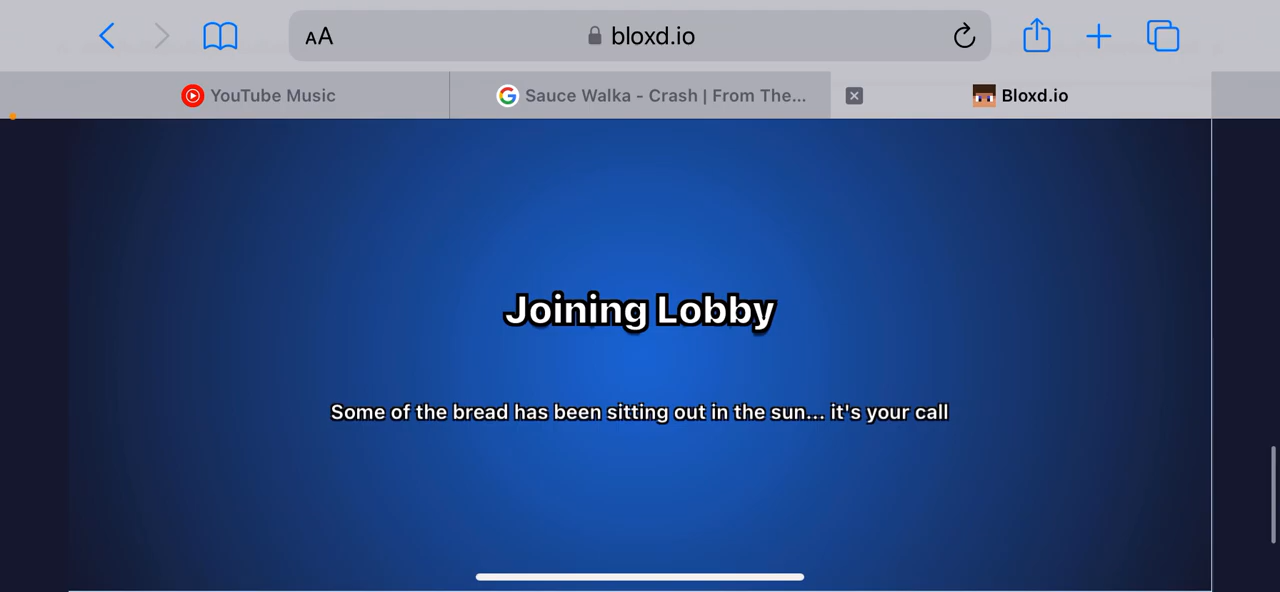 AA bloxd.io
YouTube Music Sauce Walka - Crash | From The... Bloxd.io
Joining Lobby
Some of the bread has been sitting out in the sun... it's your call